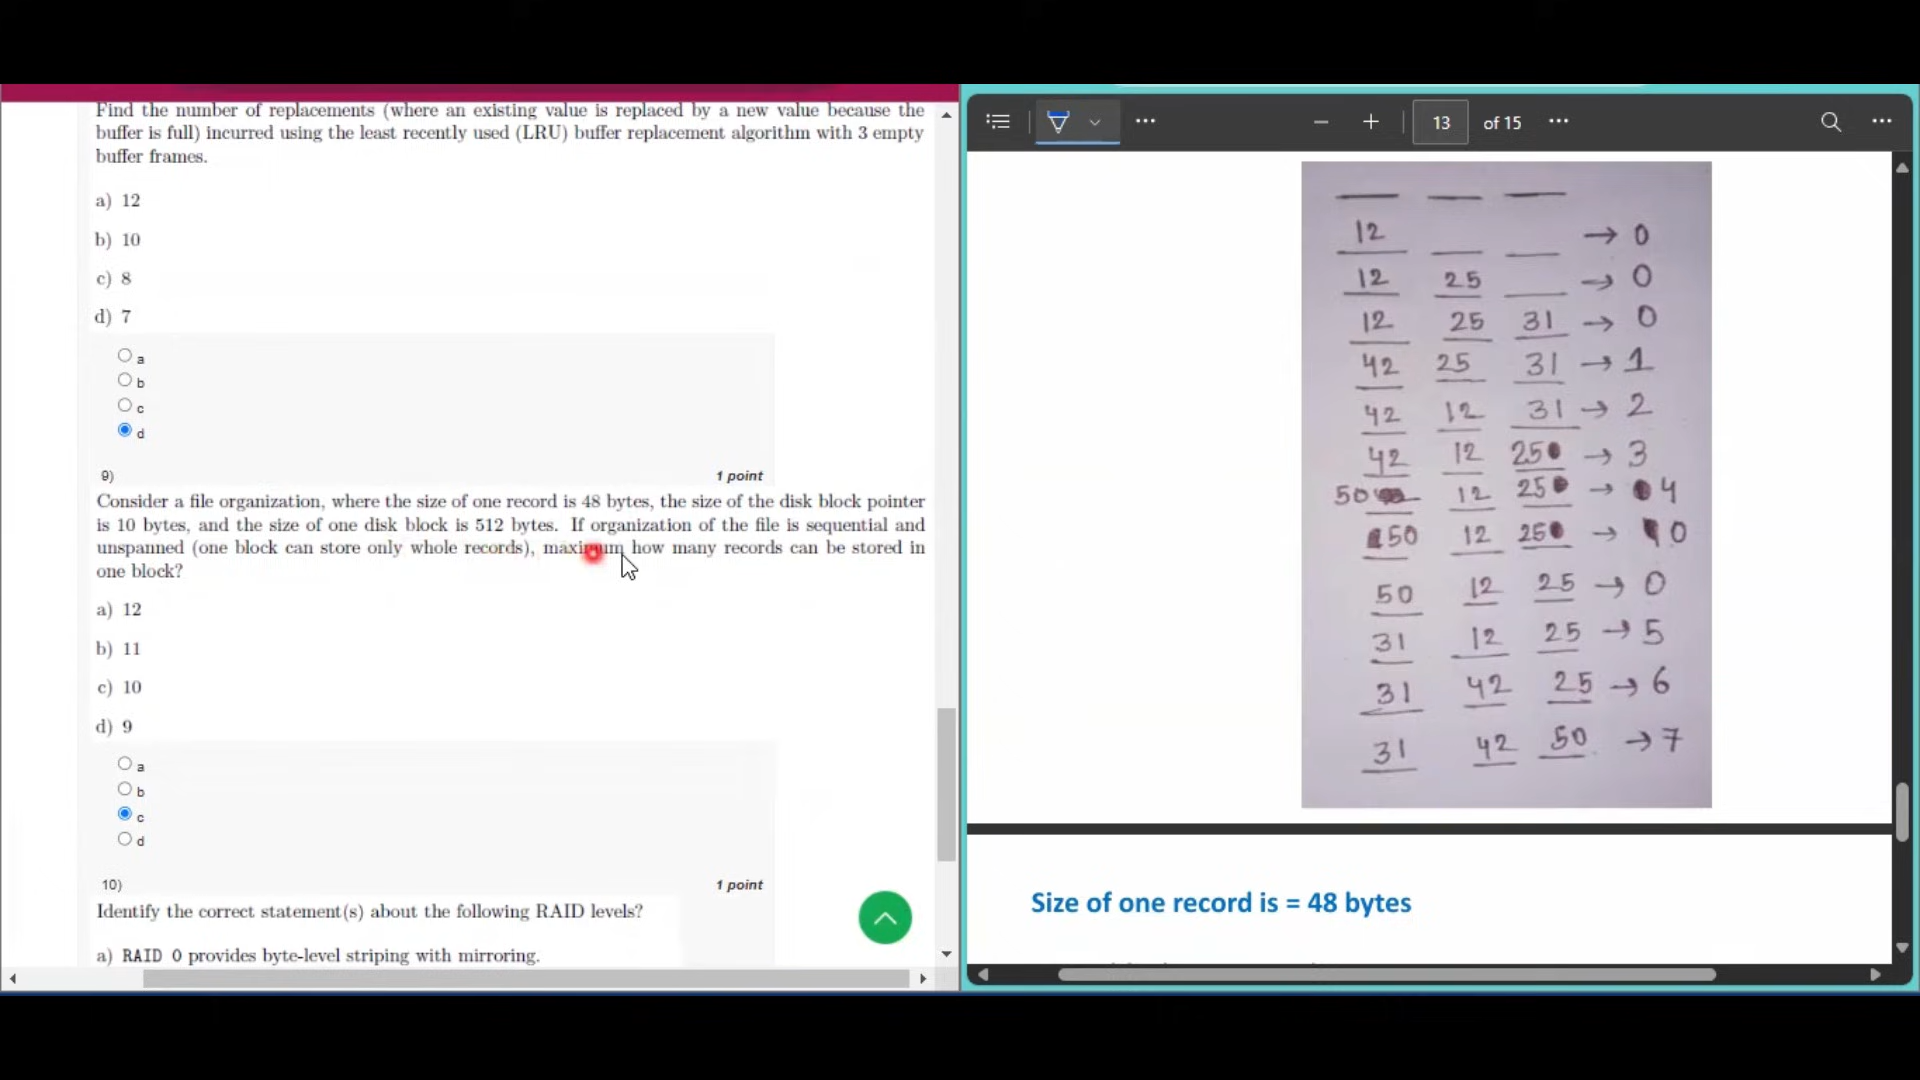 Find the number of replacements (where an existing value is replaced by a new value because the
buffer is full) incurred using the least recently used (LRU) buffer replacement algorithm with 3 empty
buffer frames.
a) 12
b) 10
c) 8
d) 7
a
b
c
d
9)
1 point
Consider a file organization, where the size of one record is 48 bytes, the size of the disk block pointer
is 10 bytes, and the size of one disk block is 512 bytes. If organization of the file is sequential and
unspanned (one block can store only whole records), maximum how many records can be stored in
one block?
a) 12
b) 11
c) 10
d) 9
a
b
c
d
10)
1 point
Identify the correct statement(s) about the following RAID levels?
a) RAID 0 provides byte-level striping with mirroring.
13 of 15
12 → 0
12 25 → 0
12 25 31 → 0
42 25 31 → 1
42 12 31 → 2
42 12 25 → 3
50 12 25 → 4
50 12 25 → 0
50 12 25 → 0
31 12 25 → 5
31 42 25 → 6
31 42 50 → 7
Size of one record is = 48 bytes